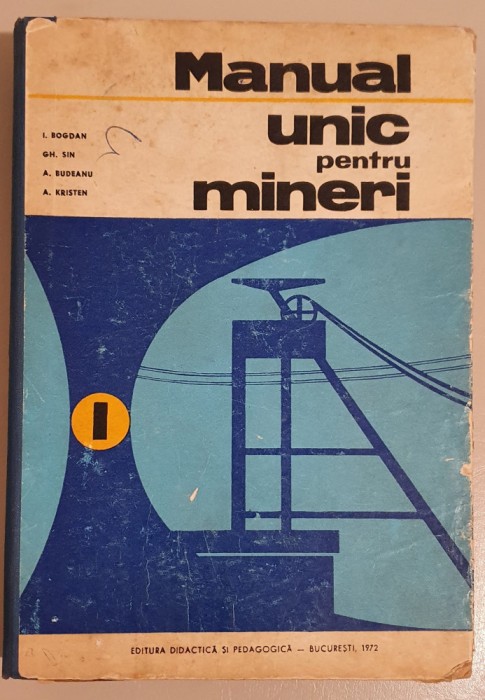 Manual
unic
pentru
mineri
I. BOGDAN
GH. SIN
A. BUDEANU
A. KRISTEN
I
EDITURA DIDACTICĂ ȘI PEDAGOGICĂ — BUCUREȘTI, 1972